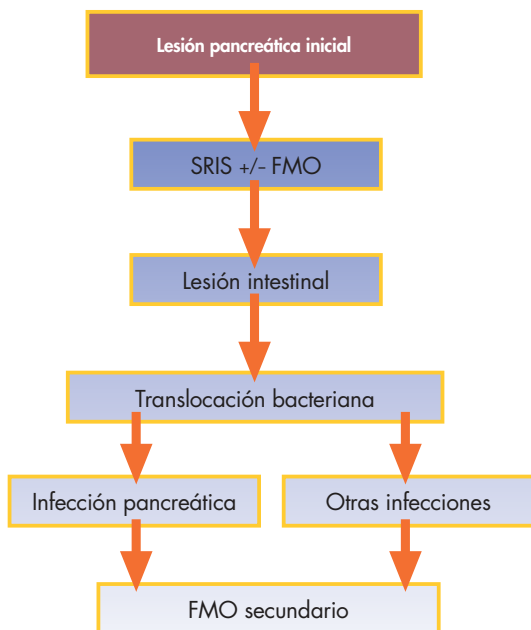 Lesión pancreática inicial
SRIS +/- FMO
Lesión intestinal
Translocación bacteriana
Infección pancreática
Otras infecciones
FMO secundario